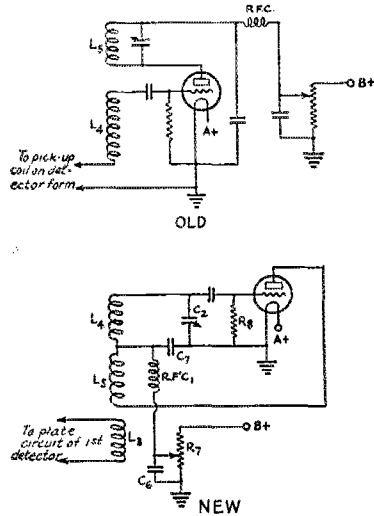 R.F.C.
L5
B+
L4
A+
To pick-up
coil on det-
ector form
OLD
L4
C2
R8
A+
C7
L5
R.F.C1
To plate
circuit of 1st
detector
L3
B+
R7
C6
NEW